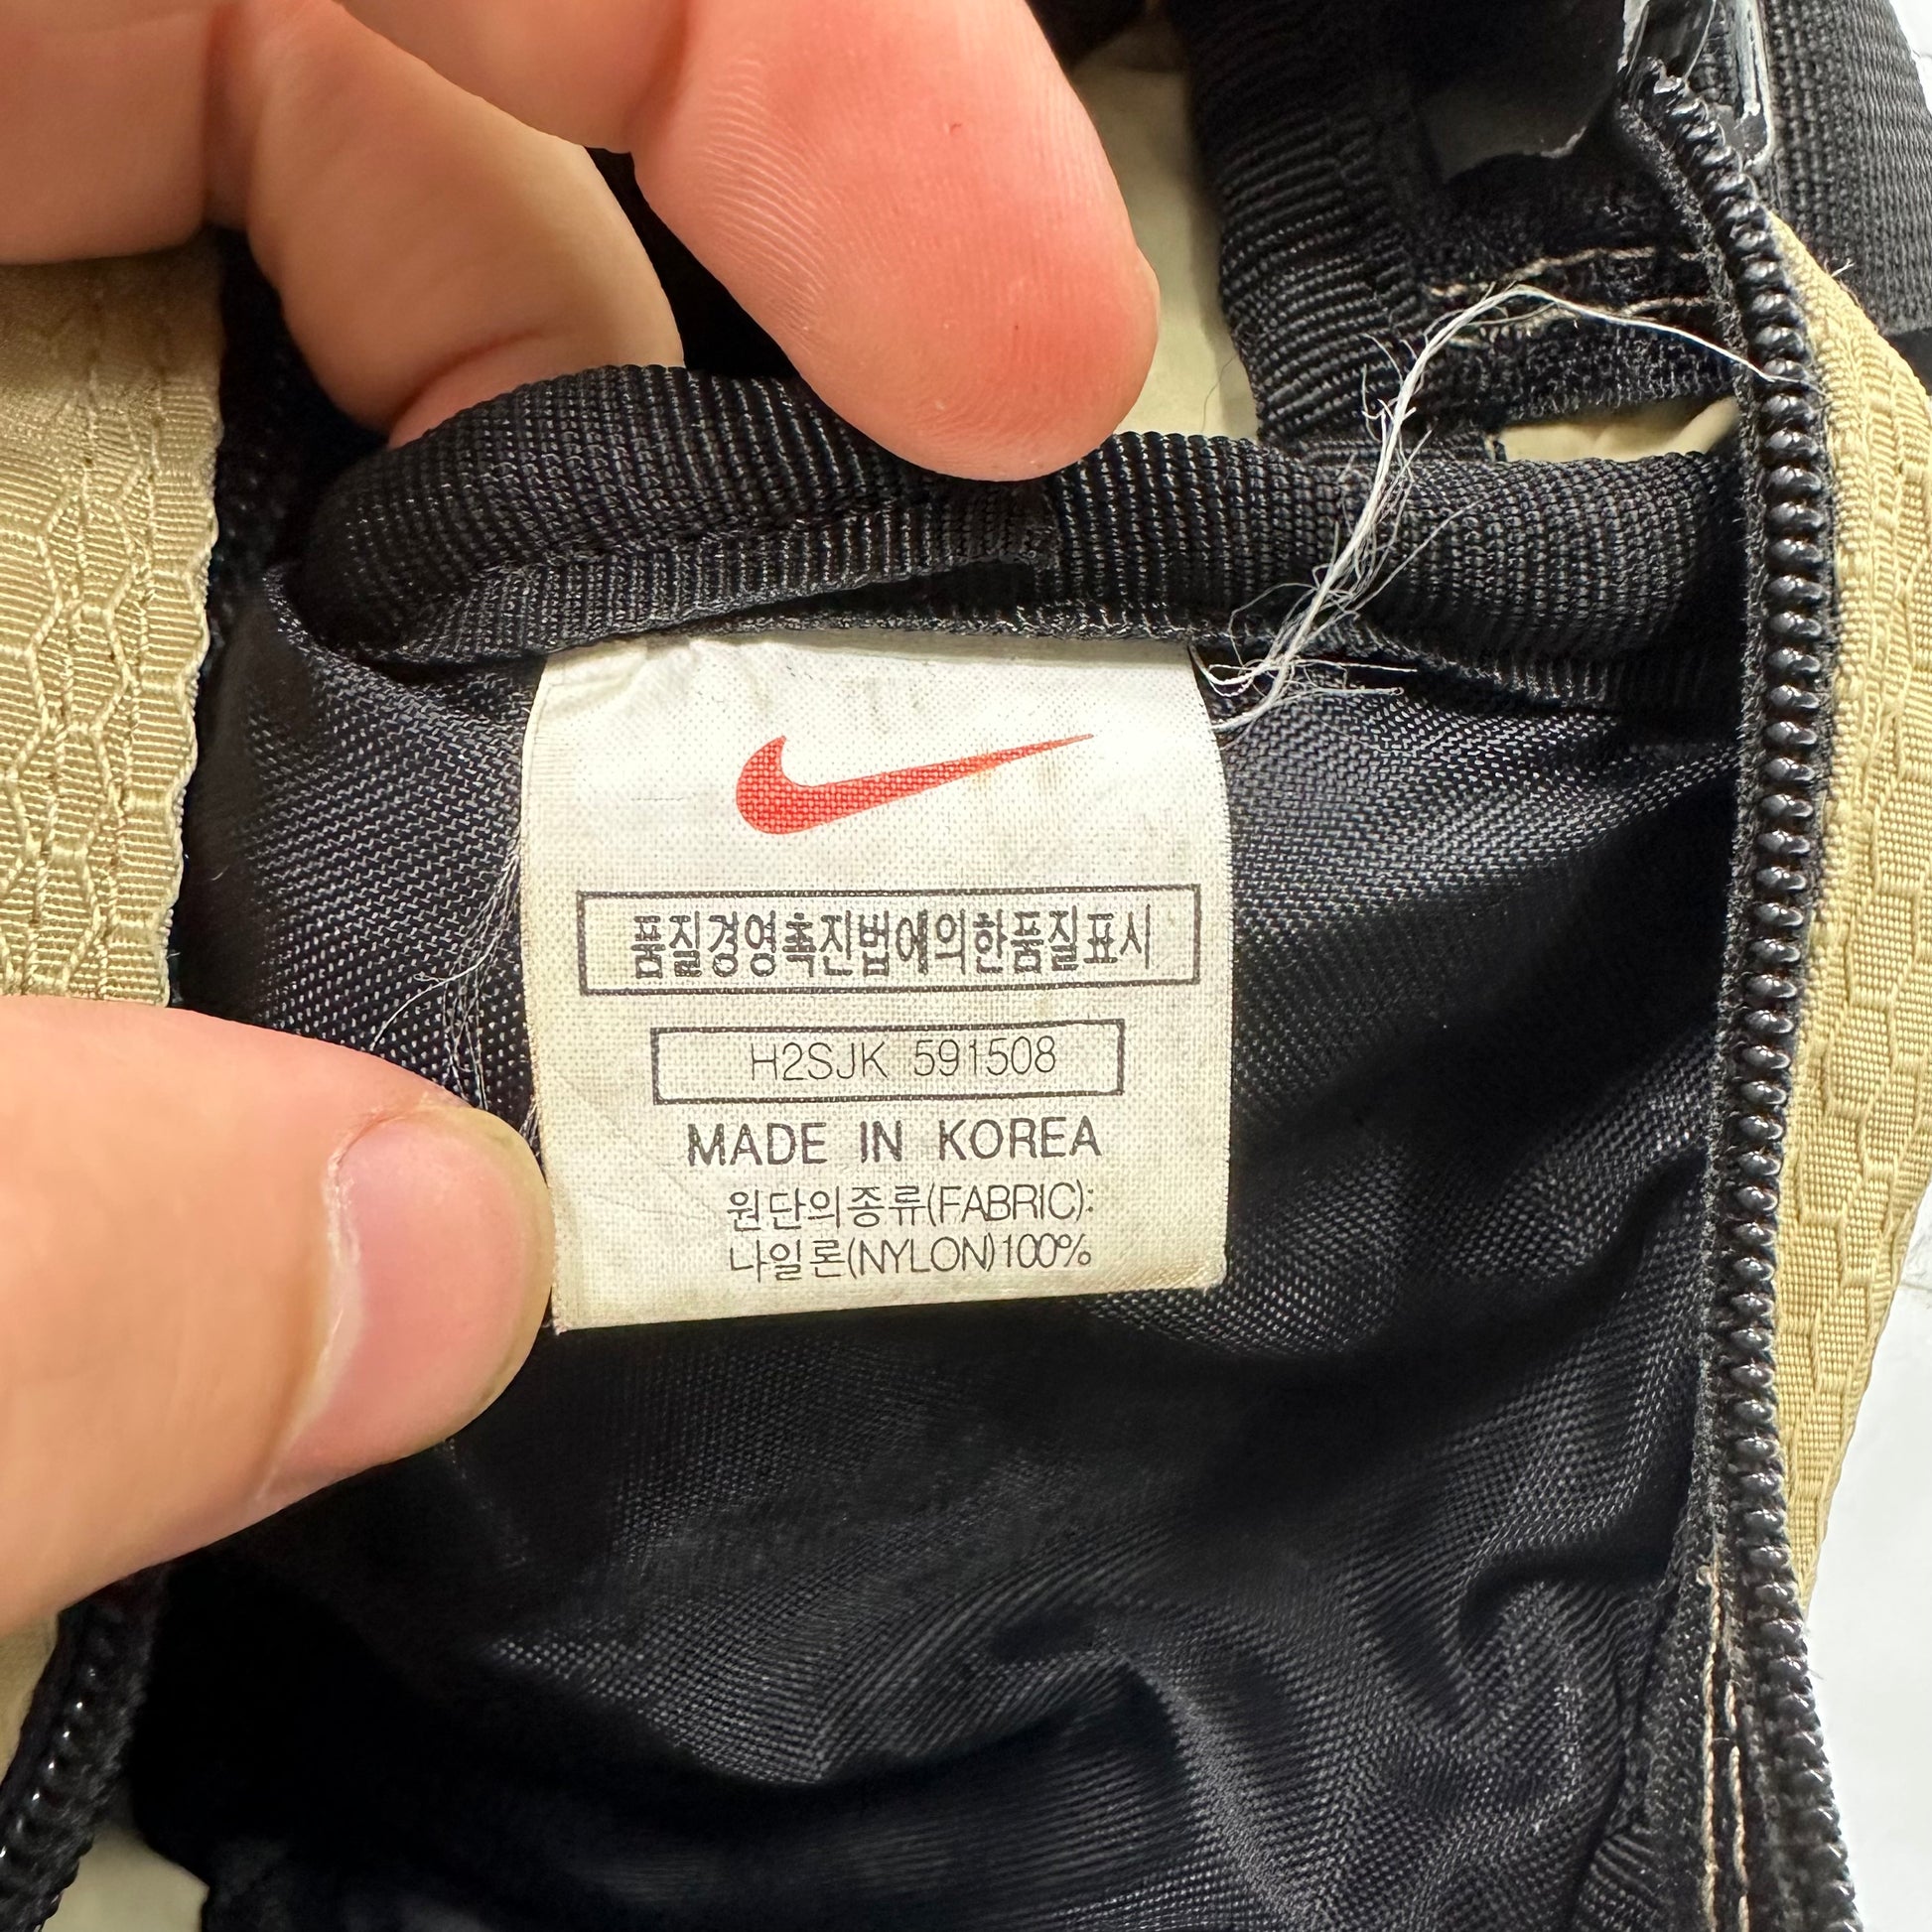 품질경영촉진법에의한품질표시
H2SJK 591508
MADE IN KOREA
원단의종류(FABRIC):
나일론(NYLON)100%